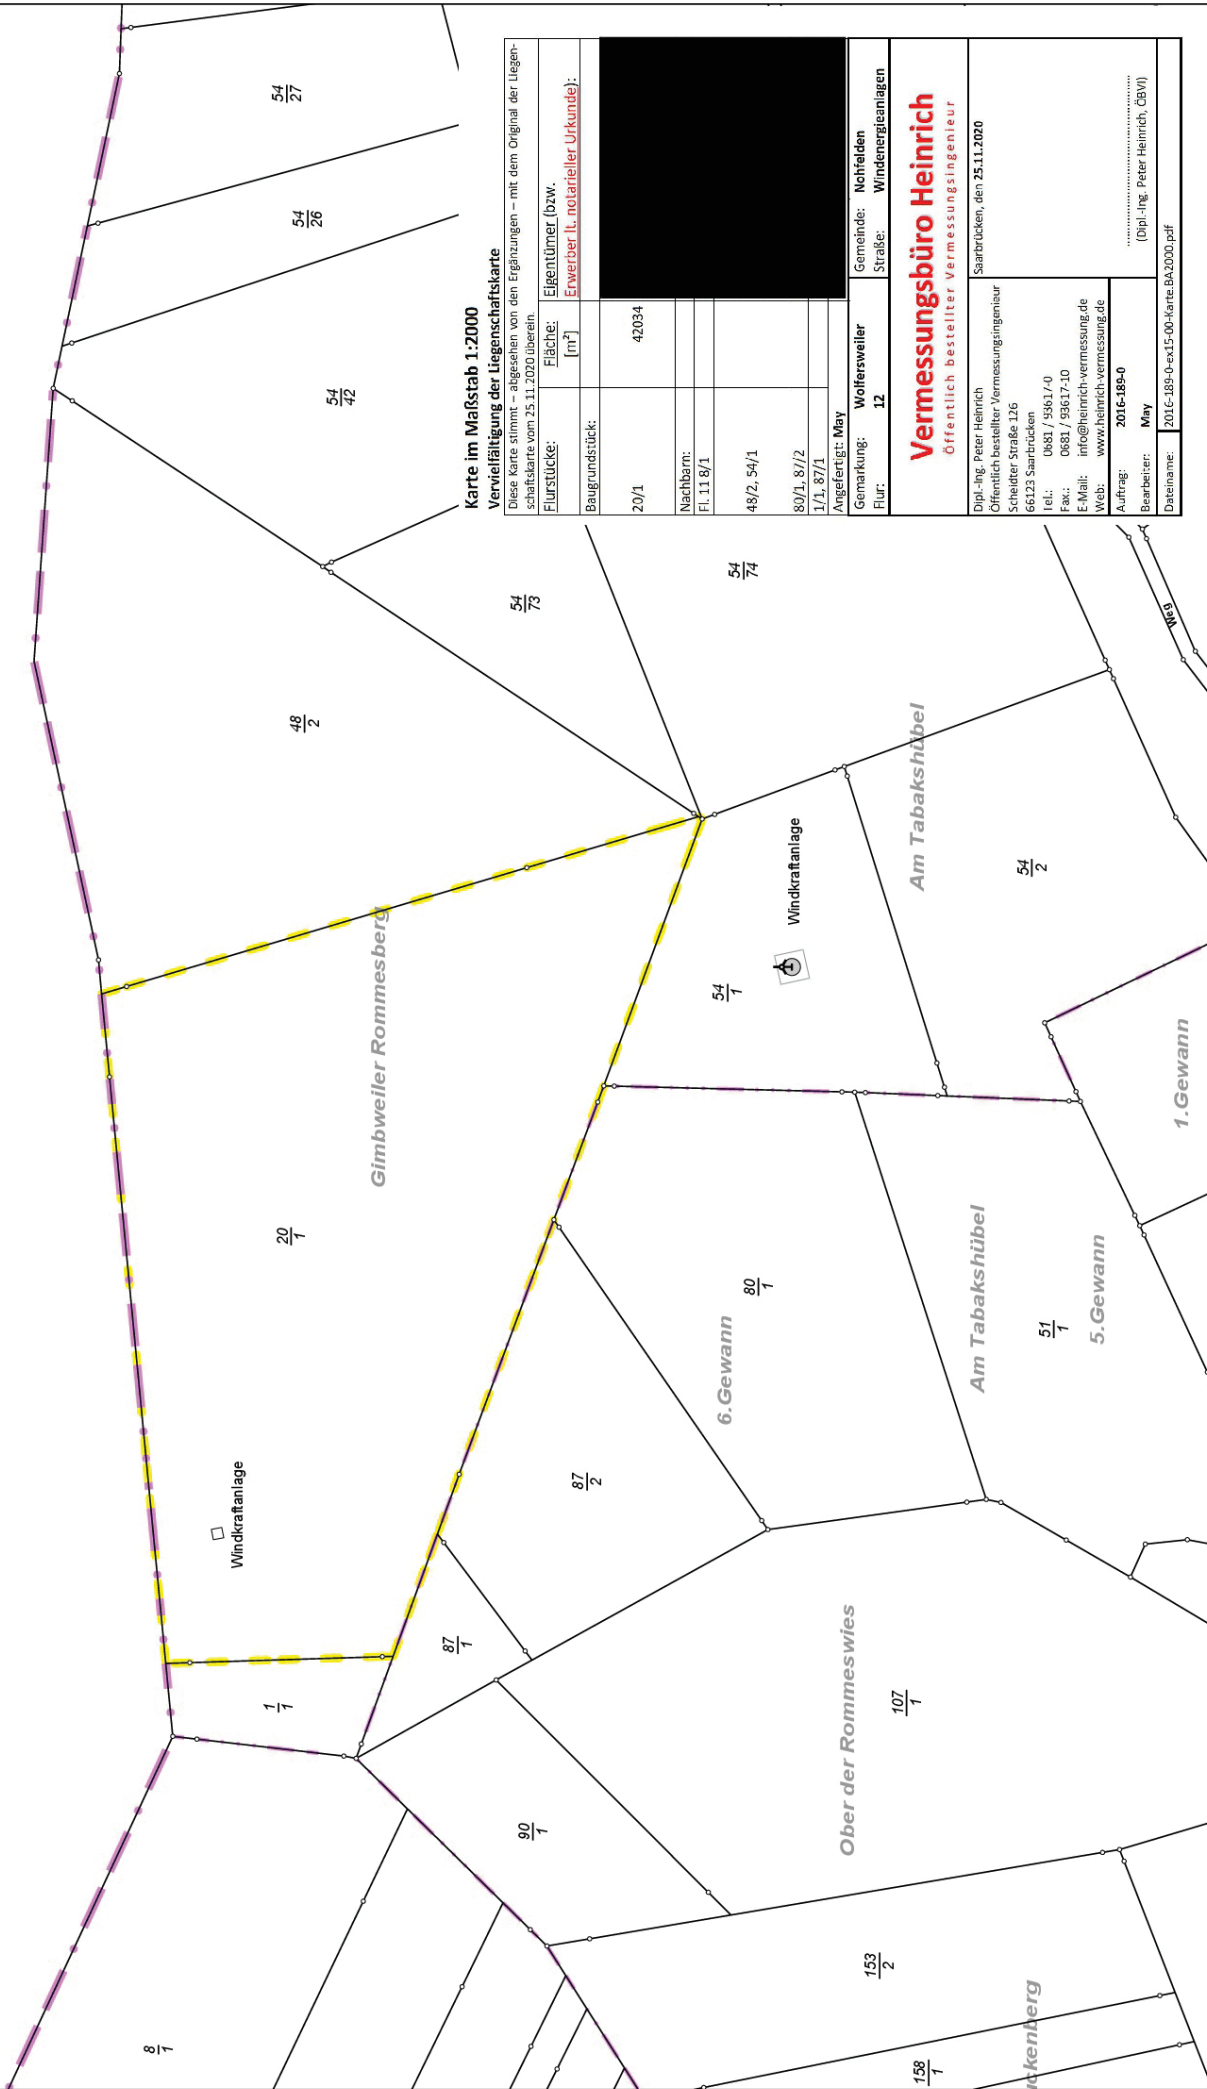 Karte im Maßstab 1:2000
Vervielfältigung der Liegenschaftskarte
Diese Karte stimmt – abgesehen von den Ergänzungen – mit dem Original der Liegen-
schaftskarte vom 25.11.2020 überein.
Flurstücke: Fläche: Eigentümer (bzw.
[m²] Erwerber lt. notarieller Urkunde):
Baugrundstück:
20/1 42034
Nachbarn:
Fl. 11 8/1
48/2, 54/1
80/1, 87/2
1/1, 87/1
Angefertigt: May
Gemarkung: Wolfersweiler Gemeinde: Nohfelden
Flur: 12 Straße: Windenergieanlagen
Vermessungsbüro Heinrich
Öffentlich bestellter Vermessungsingenieur
Dipl.-Ing. Peter Heinrich
Öffentlich bestellter Vermessungsingenieur
Scheidter Straße 126
66123 Saarbrücken
Tel.: 0681 / 93617-0
Fax.: 0681 / 93617-10
E-Mail: info@heinrich-vermessung.de
Web: www.heinrich-vermessung.de
Saarbrücken, den 25.11.2020
(Dipl.-Ing. Peter Heinrich, ÖBVI)
Auftrag: 2016-189-0
Bearbeiter: May
Dateiname: 2016-189-0-ex15-00-Karte.BA2000.pdf
54
27
54
26
54
42
54
73
54
74
48
2
Weg
Gimbweiler Rommesberg
20
1
Windkraftanlage
54
1
Windkraftanlage
Am Tabakshübel
54
2
1.Gewann
80
1
6.Gewann
Am Tabakshübel
51
1
5.Gewann
87
2
87
1
1
1
Ober der Rommeswies
107
1
90
1
8
1
153
2
158
1
ckenberg